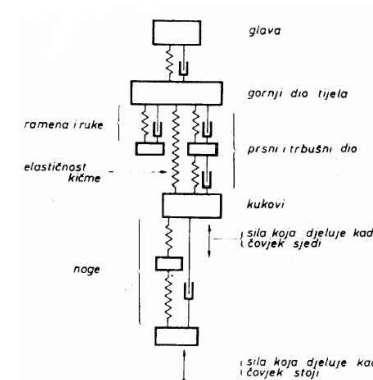 glava
gornji dio tijela
ramena i ruke
prsni i trbušni dio
elastičnost
kičme
kukovi
sila koja djeluje kad
čovjek sjedi
noge
sila koja djeluje kad
čovjek stoji